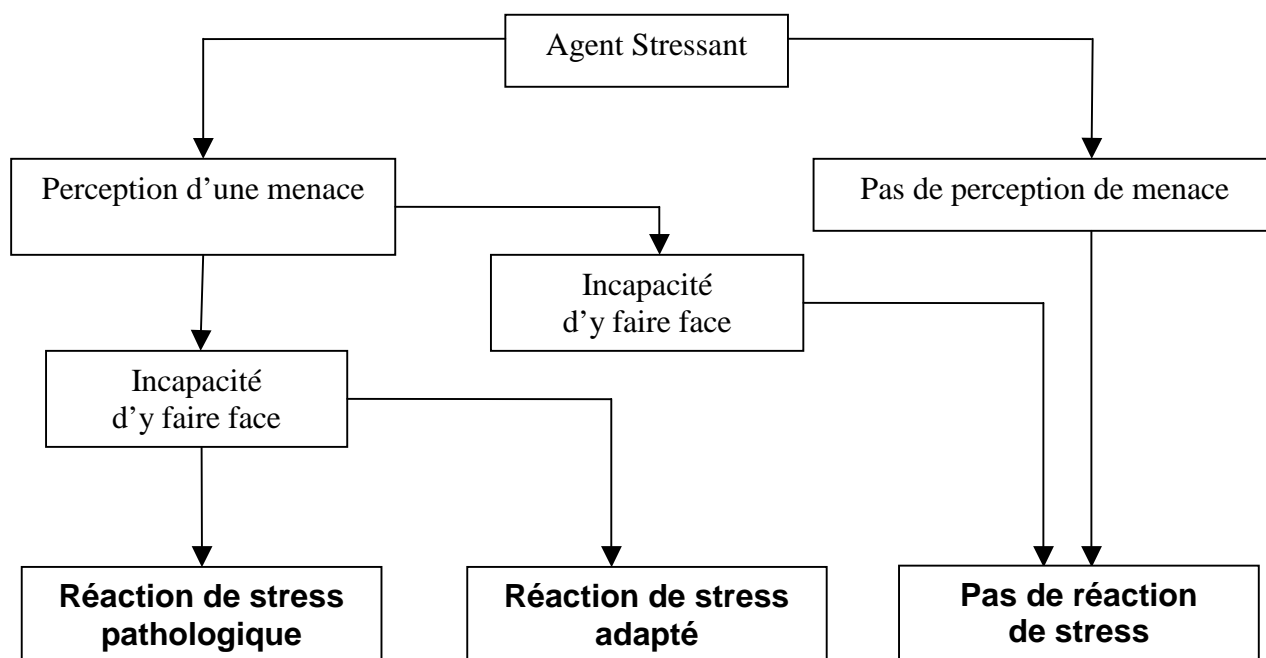 Agent Stressant
Perception d’une menace
Pas de perception de menace
Incapacité
d’y faire face
Incapacité
d’y faire face
Réaction de stress
pathologique
Réaction de stress
adapté
Pas de réaction
de stress